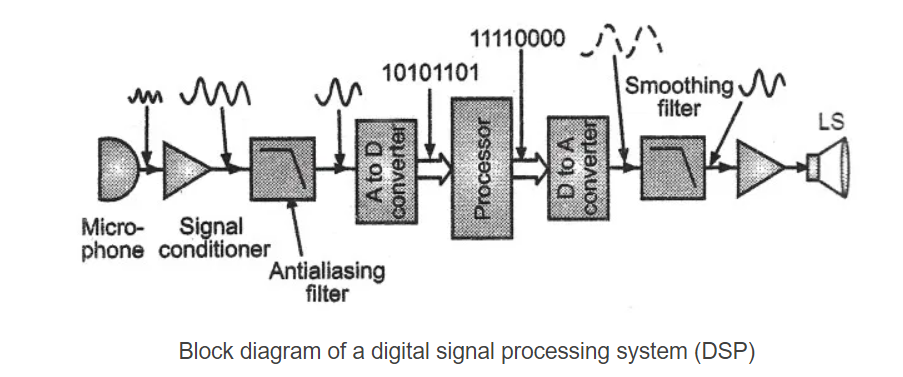 11110000
10101101
Smoothing
filter
LS
A to D
converter
Processor
D to A
converter
Micro-
phone
Signal
conditioner
Antialiasing
filter
Block diagram of a digital signal processing system (DSP)